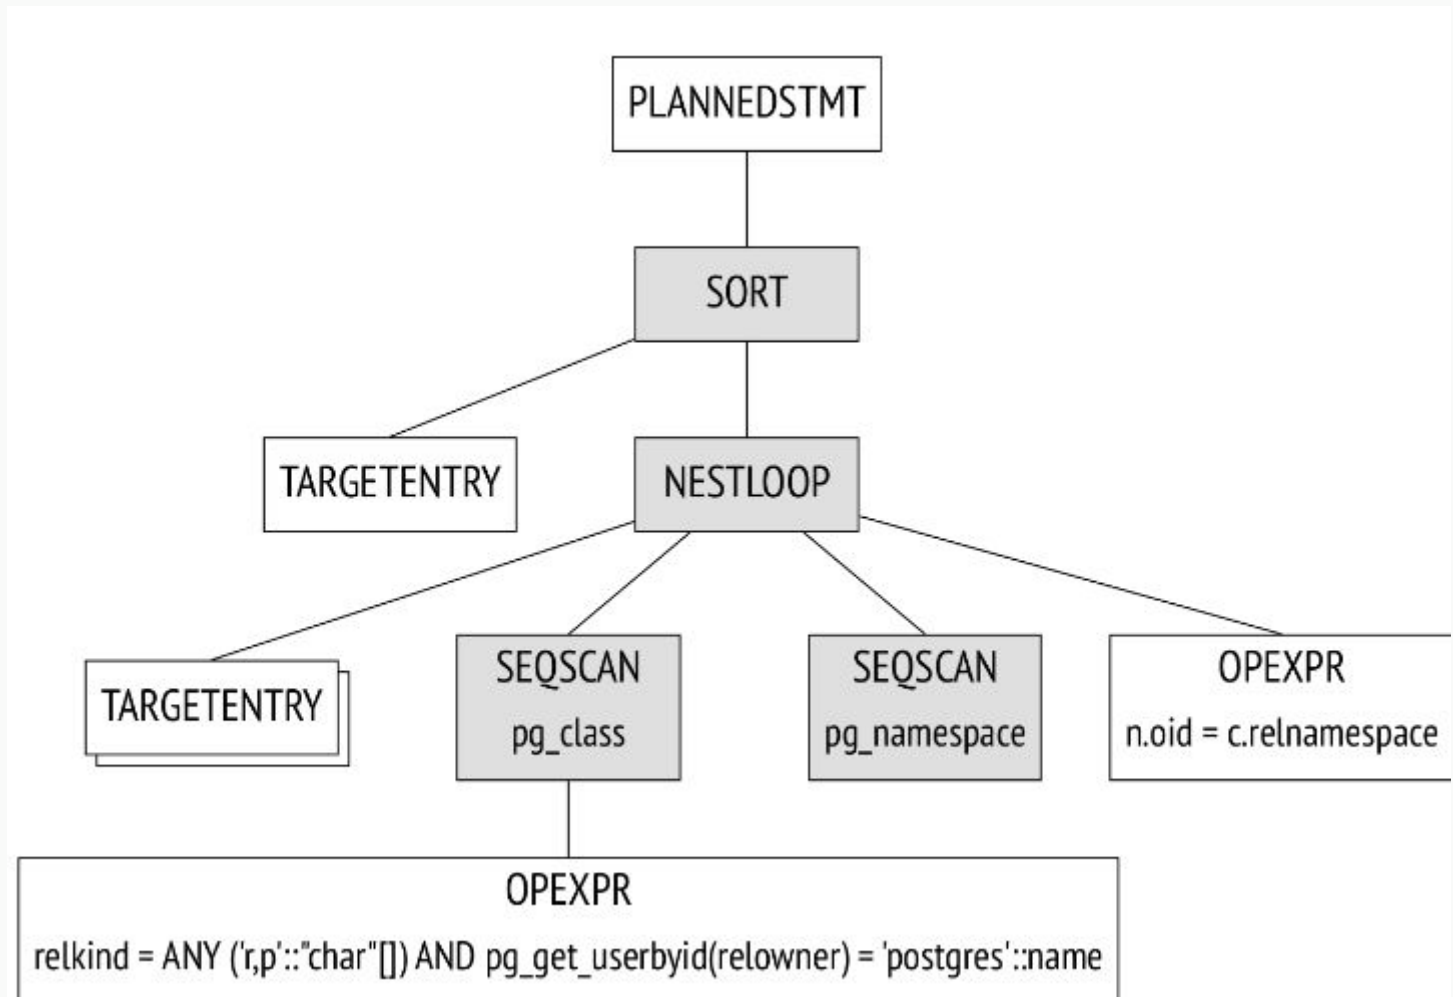 PLANNEDSTMT
SORT
TARGETENTRY
NESTLOOP
TARGETENTRY
SEQSCAN
pg_class
SEQSCAN
pg_namespace
OPEXPR
n.oid = c.relnamespace
OPEXPR
relkind = ANY ('r,p'::"char"[]) AND pg_get_userbyid(relowner) = 'postgres'::name